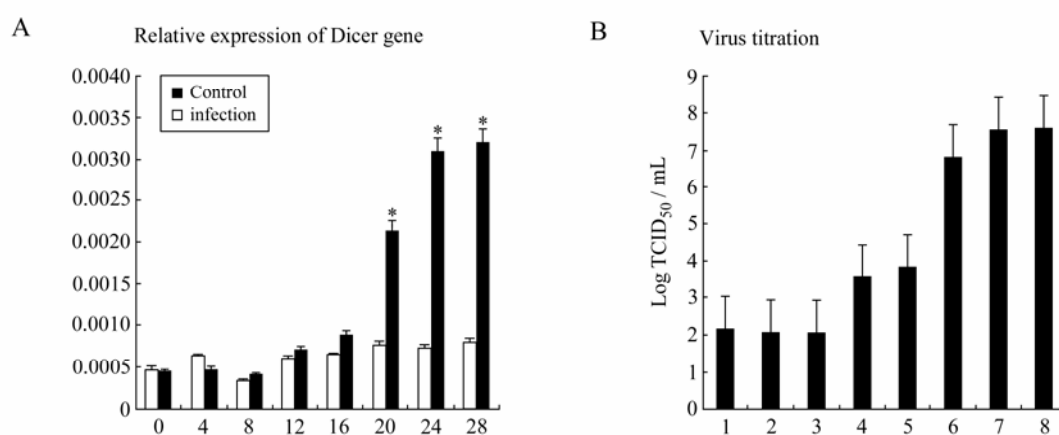 A
Relative expression of Dicer gene
0.0040
0.0035
0.0030
0.0025
0.0020
0.0015
0.0010
0.0005
0
Control
infection
*
*
*
0 4 8 12 16 20 24 28
B
Virus titration
Log TCID50 / mL
9
8
7
6
5
4
3
2
1
0
1 2 3 4 5 6 7 8